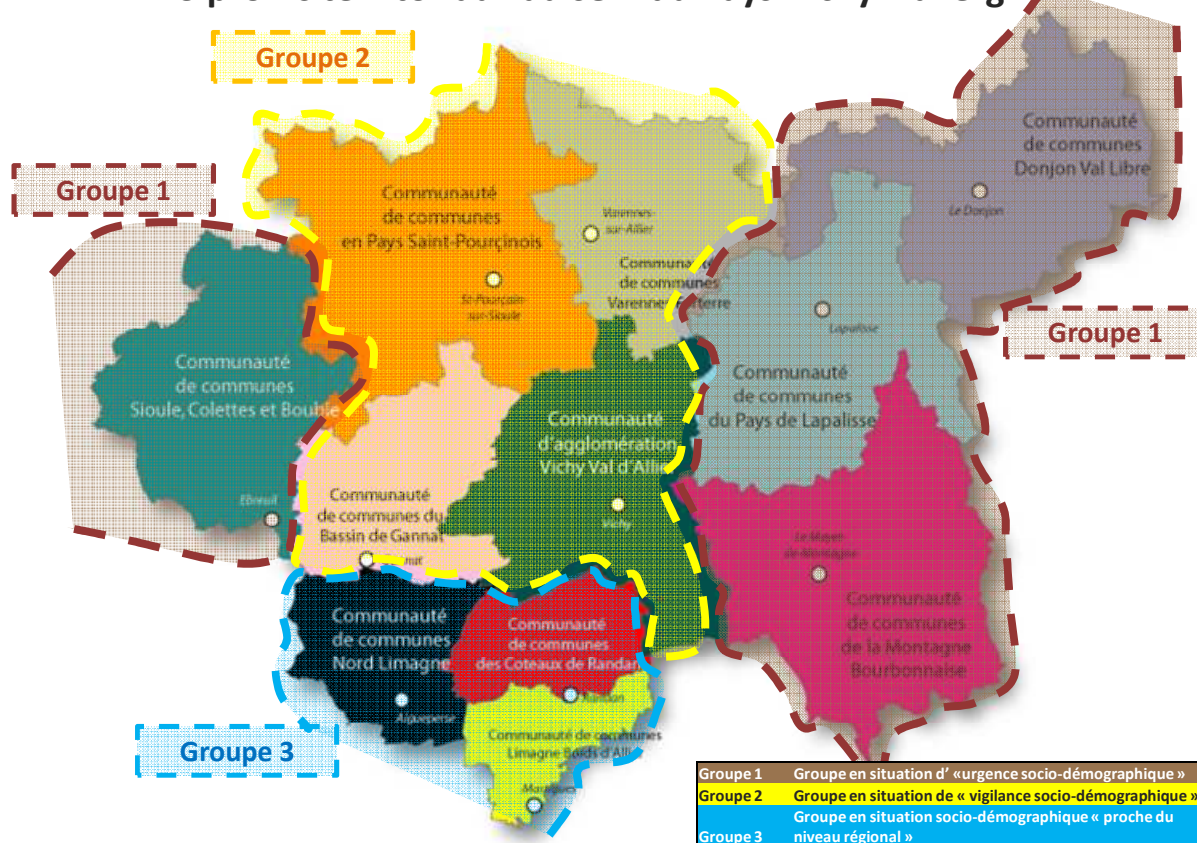 Groupe 2
Communauté
de communes
Donjon Val Libre
Le Donjon
Groupe 1
Communauté
de communes
en Pays Saint-Pourçinois
Varennes-
sur-Allier
Communauté
de communes
Varennes Forterre
St-Pourçain
sur-Sioule
Lapalisse
Groupe 1
Communauté
de communes
Sioule, Colettes et Bouble
Communauté
de communes
du Pays de Lapalisse
Communauté
d'agglomération
Vichy Val d'Allier
Ebreuil
Communauté
de communes du
Bassin de Gannat
Vichy
Le Mayet
de-Montagne
Communauté
de communes
de la Montagne
Bourbonnaise
Communauté
de communes
Nord Limagne
Communauté
de communes
des Coteaux de Randan
Aigueperse
Randan
Groupe 3
Communauté de communes
Limagne Bords d'Allier
Maringues
Groupe 1 Groupe en situation d' «urgence socio-démographique »
Groupe 2 Groupe en situation de « vigilance socio-démographique »
Groupe 3 Groupe en situation socio-démographique « proche du
niveau régional »